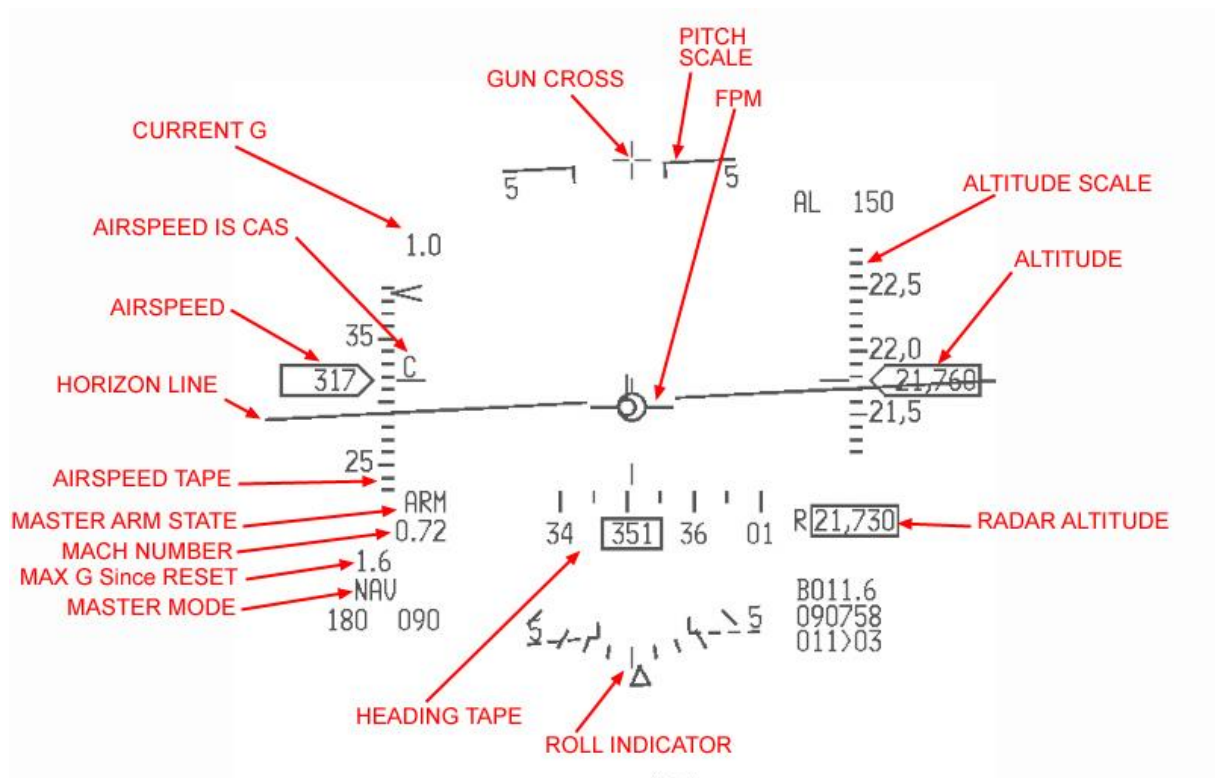 PITCH
SCALE
GUN CROSS
FPM
CURRENT G
5
5
AL 150
ALTITUDE SCALE
AIRSPEED IS CAS
1.0
ALTITUDE
22,5
AIRSPEED
35
C
22,0
317
21,760
HORIZON LINE
21,5
25
AIRSPEED TAPE
ARM
MASTER ARM STATE
0.72
34 351 36 01
R 21,730
RADAR ALTITUDE
MACH NUMBER
1.6
MAX G Since RESET
NAV
MASTER MODE
180 090
BO11.6
090758
011>03
5
5
HEADING TAPE
ROLL INDICATOR